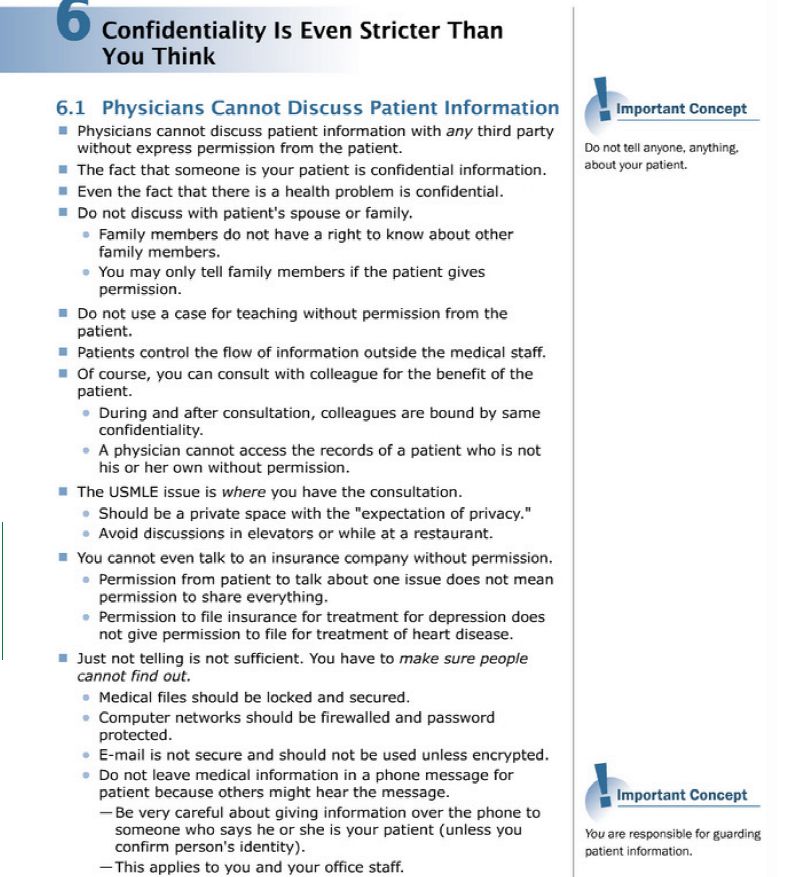 6 Confidentiality Is Even Stricter Than
You Think
6.1 Physicians Cannot Discuss Patient Information
■ Physicians cannot discuss patient information with any third party
without express permission from the patient.
■ The fact that someone is your patient is confidential information.
■ Even the fact that there is a health problem is confidential.
■ Do not discuss with patient's spouse or family.
● Family members do not have a right to know about other
family members.
● You may only tell family members if the patient gives
permission.
■ Do not use a case for teaching without permission from the
patient.
■ Patients control the flow of information outside the medical staff.
■ Of course, you can consult with colleague for the benefit of the
patient.
● During and after consultation, colleagues are bound by same
confidentiality.
● A physician cannot access the records of a patient who is not
his or her own without permission.
■ The USMLE issue is where you have the consultation.
● Should be a private space with the "expectation of privacy."
● Avoid discussions in elevators or while at a restaurant.
■ You cannot even talk to an insurance company without permission.
● Permission from patient to talk about one issue does not mean
permission to share everything.
● Permission to file insurance for treatment for depression does
not give permission to file for treatment of heart disease.
■ Just not telling is not sufficient. You have to make sure people
cannot find out.
● Medical files should be locked and secured.
● Computer networks should be firewalled and password
protected.
● E-mail is not secure and should not be used unless encrypted.
● Do not leave medical information in a phone message for
patient because others might hear the message.
—Be very careful about giving information over the phone to
someone who says he or she is your patient (unless you
confirm person's identity).
—This applies to you and your office staff.
! Important Concept
Do not tell anyone, anything,
about your patient.
! Important Concept
You are responsible for guarding
patient information.